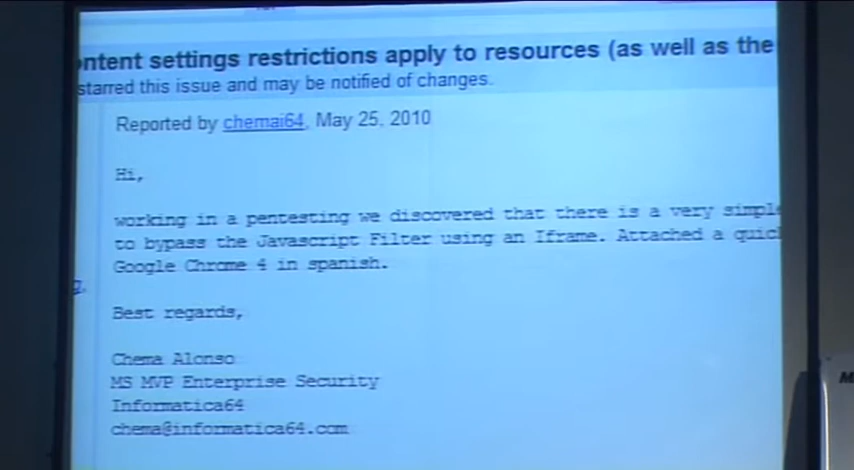 ntent settings restrictions apply to resources (as well as the
starred this issue and may be notified of changes.
Reported by chemai64, May 25, 2010
Hi,
working in a pentesting we discovered that there is a very simple
to bypass the Javascript Filter using an Iframe. Attached a quic
Google Chrome 4 in spanish.
Best regards,
Chema Alonso
MS MVP Enterprise Security
Informatica64
chema@informatica64.com